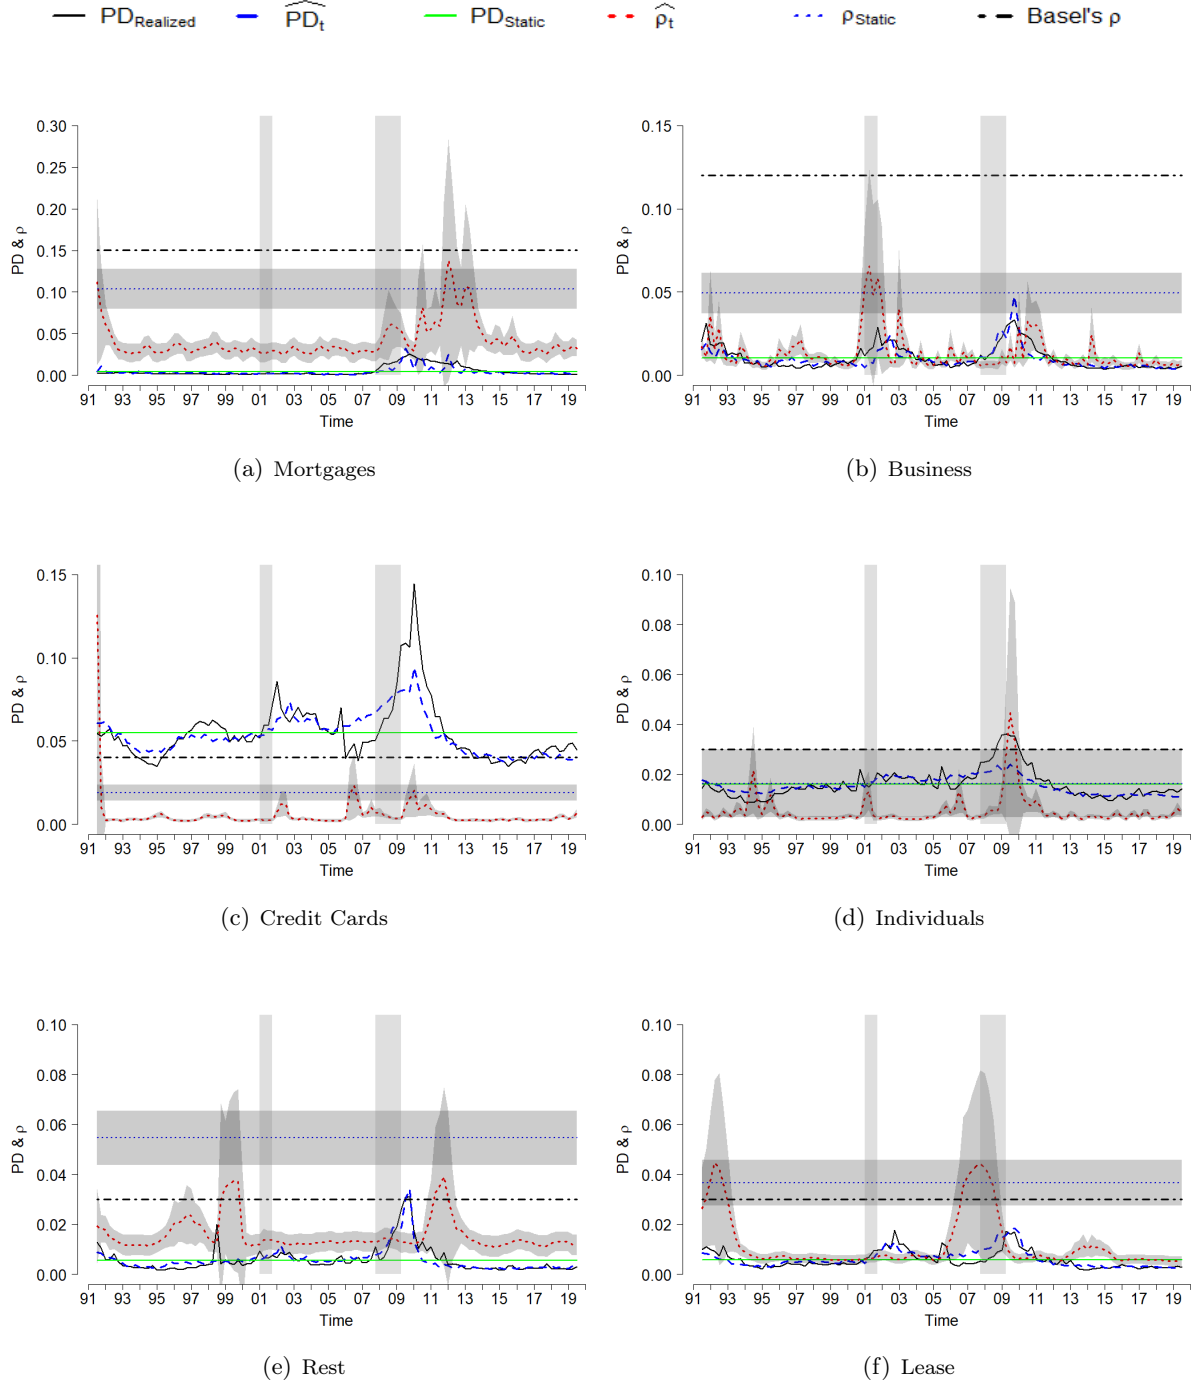 PD_Realized  \widehat{PD_t}  PD_Static  \widehat{ρ_t}  ρ_Static  Basel's ρ
0.30 0.25 0.20 0.15 0.10 0.05 0.00
PD & ρ
91 93 95 97 99 01 03 05 07 09 11 13 15 17 19
Time
(a) Mortgages
0.15 0.10 0.05 0.00
PD & ρ
91 93 95 97 99 01 03 05 07 09 11 13 15 17 19
Time
(b) Business
0.15 0.10 0.05 0.00
PD & ρ
91 93 95 97 99 01 03 05 07 09 11 13 15 17 19
Time
(c) Credit Cards
0.10 0.08 0.06 0.04 0.02 0.00
PD & ρ
91 93 95 97 99 01 03 05 07 09 11 13 15 17 19
Time
(d) Individuals
0.10 0.08 0.06 0.04 0.02 0.00
PD & ρ
91 93 95 97 99 01 03 05 07 09 11 13 15 17 19
Time
(e) Rest
0.10 0.08 0.06 0.04 0.02 0.00
PD & ρ
91 93 95 97 99 01 03 05 07 09 11 13 15 17 19
Time
(f) Lease